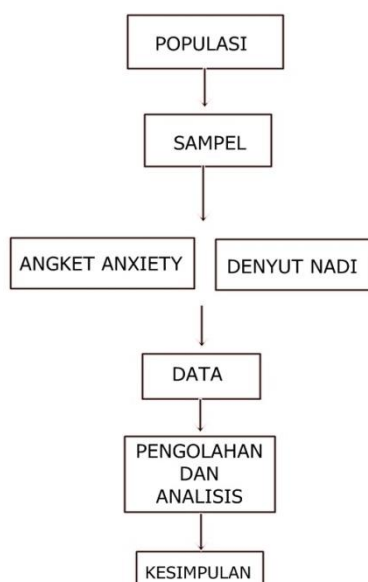 POPULASI
SAMPEL
ANGKET ANXIETY
DENYUT NADI
DATA
PENGOLAHAN
DAN
ANALISIS
KESIMPULAN